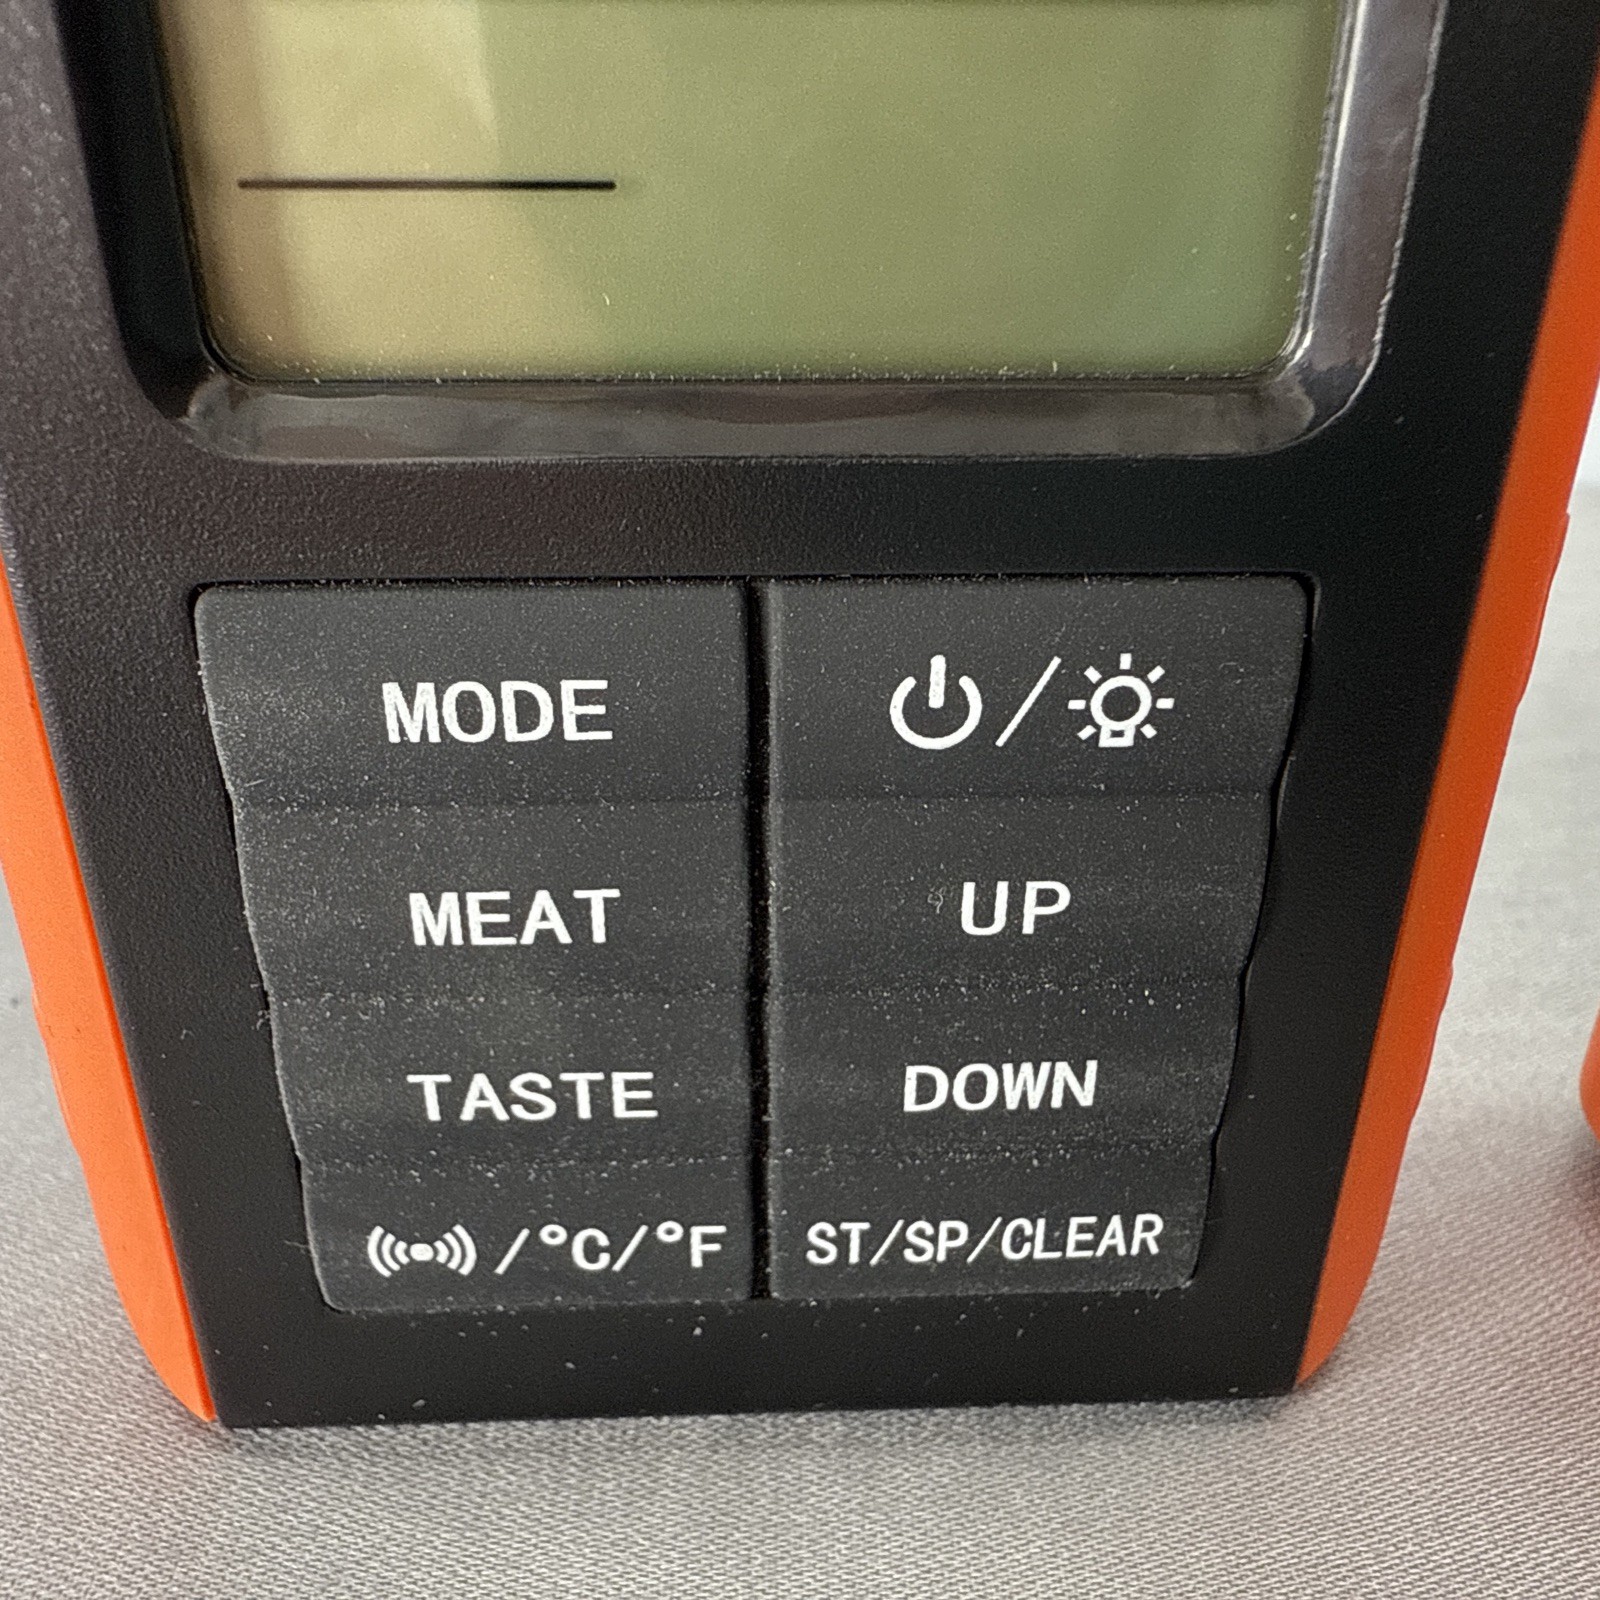 MODE
MEAT
UP
TASTE
DOWN
/°C/°F
ST/SP/CLEAR